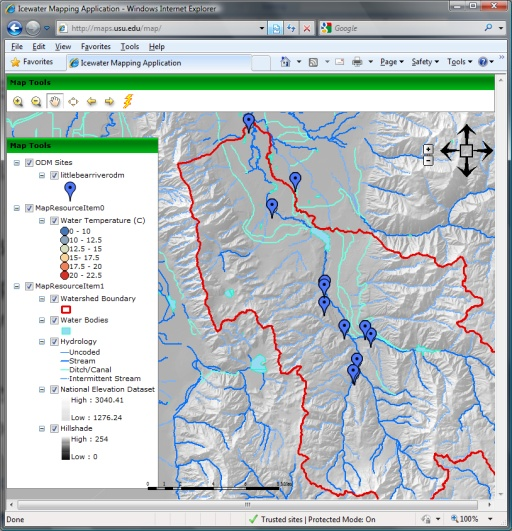 Icewater Mapping Application - Windows Internet Explorer
http://maps.usu.edu/map/
Google
File Edit View Favorites Tools Help
Favorites Icewater Mapping Application Page Safety Tools
Map Tools
Map Tools
ODM Sites
littlebearriverodm
MapResourceItem0
Water Temperature (C)
0 - 10
10 - 12.5
12.5 - 15
15- 17.5
17.5 - 20
20 - 22.5
MapResourceItem1
Watershed Boundary
Water Bodies
Hydrology
Uncoded
Stream
Ditch/Canal
Intermittent Stream
National Elevation Dataset
High : 3040.41
Low : 1276.24
Hillshade
High : 254
Low : 0
Done Trusted sites | Protected Mode: On 100%